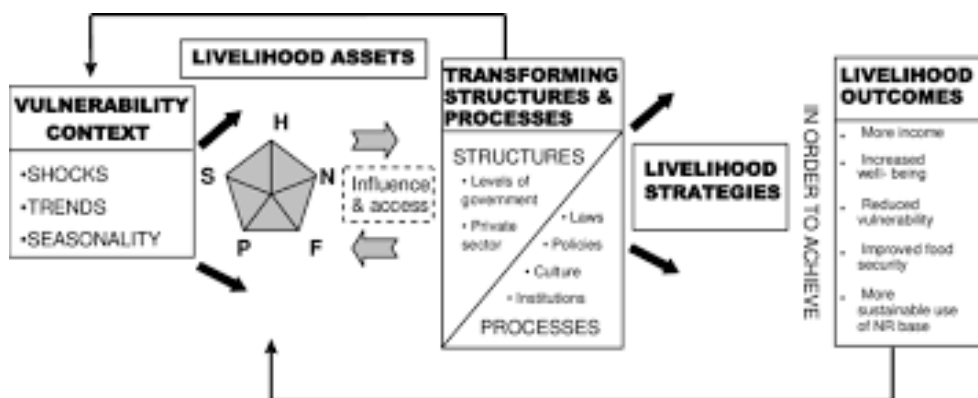 LIVELIHOOD ASSETS
VULNERABILITY
CONTEXT
•SHOCKS
•TRENDS
•SEASONALITY
H
S
N
P
F
Influence
& access
TRANSFORMING
STRUCTURES &
PROCESSES
STRUCTURES
• Levels of
government
• Private
sector
• Laws
• Policies
• Culture
• Institutions
PROCESSES
LIVELIHOOD
STRATEGIES
IN ORDER TO ACHIEVE
LIVELIHOOD
OUTCOMES
- More income
- Increased
well- being
- Reduced
vulnerability
- Improved food
security
- More
sustainable use
of NR base